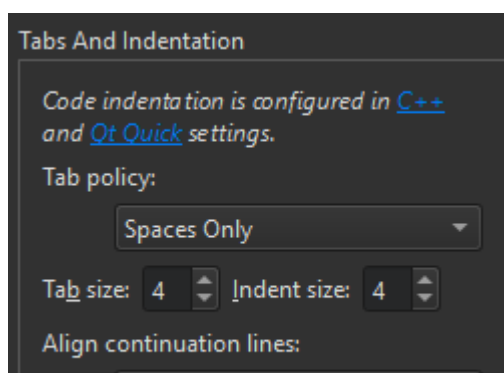 Tabs And Indentation
Code indentation is configured in C++
and Qt Quick settings.
Tab policy:
Spaces Only
Tab size: 4 Indent size: 4
Align continuation lines: